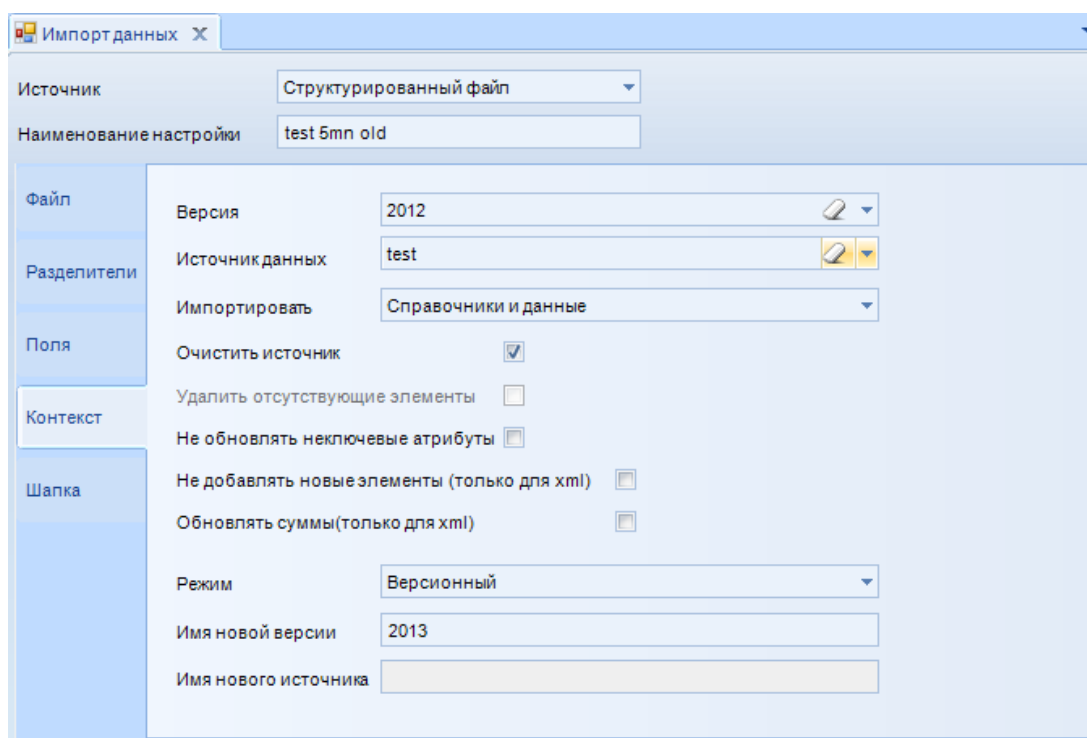 Импорт данных X
Источник Структурированный файл
Наименование настройки test 5mn old
Файл
Версия 2012
Источник данных test
Разделители
Импортировать Справочники и данные
Поля
Очистить источник
Удалить отсутствующие элементы
Контекст
Не обновлять неключевые атрибуты
Не добавлять новые элементы (только для xml)
Шапка
Обновлять суммы(только для xml)
Режим Версионный
Имя новой версии 2013
Имя нового источника